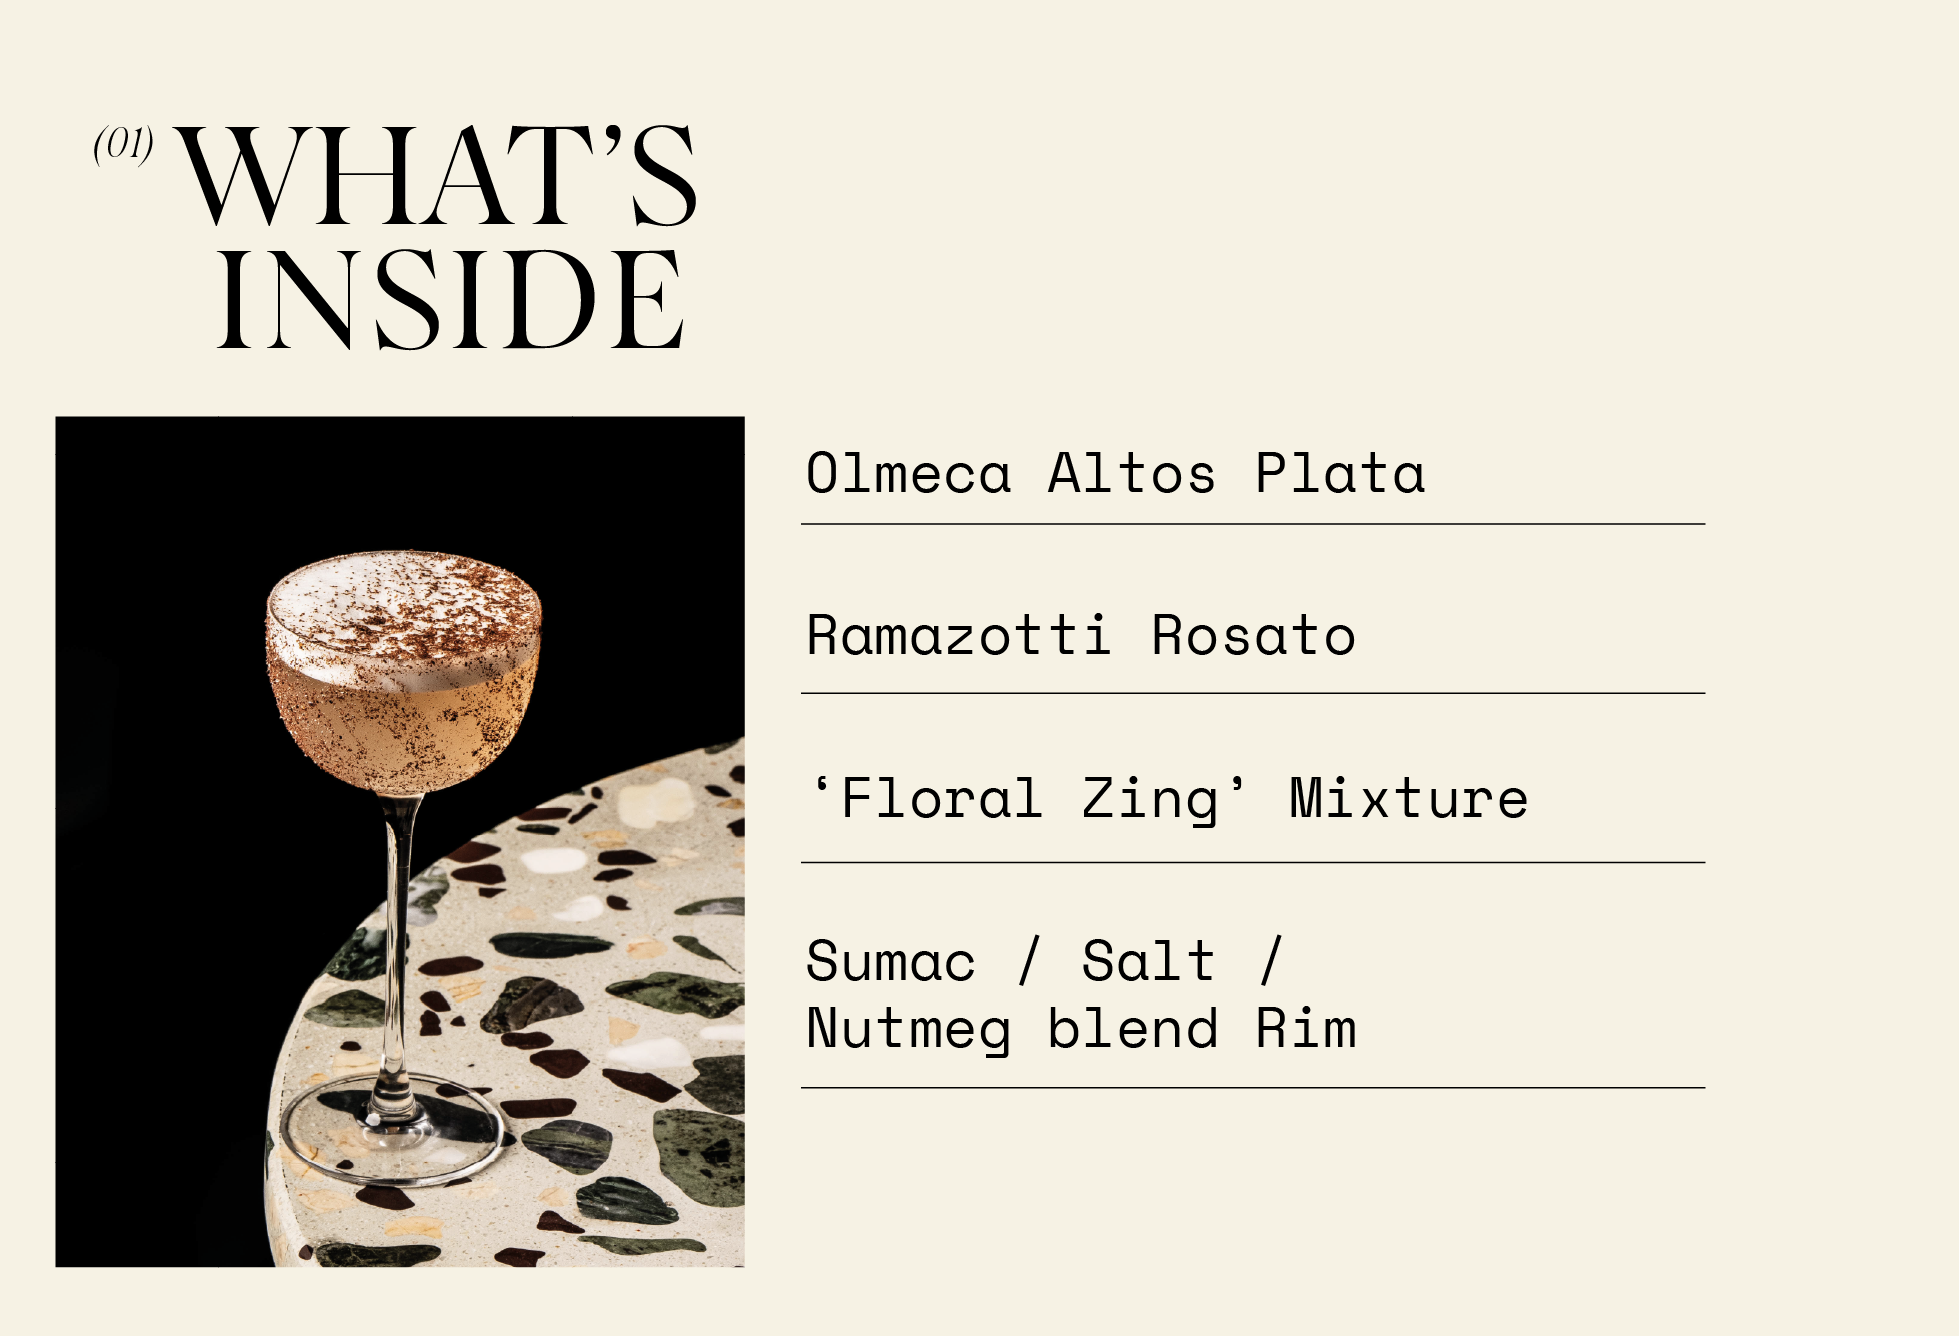 (01) WHAT’S
INSIDE
Olmeca Altos Plata
Ramazotti Rosato
‘Floral Zing’ Mixture
Sumac / Salt /
Nutmeg blend Rim